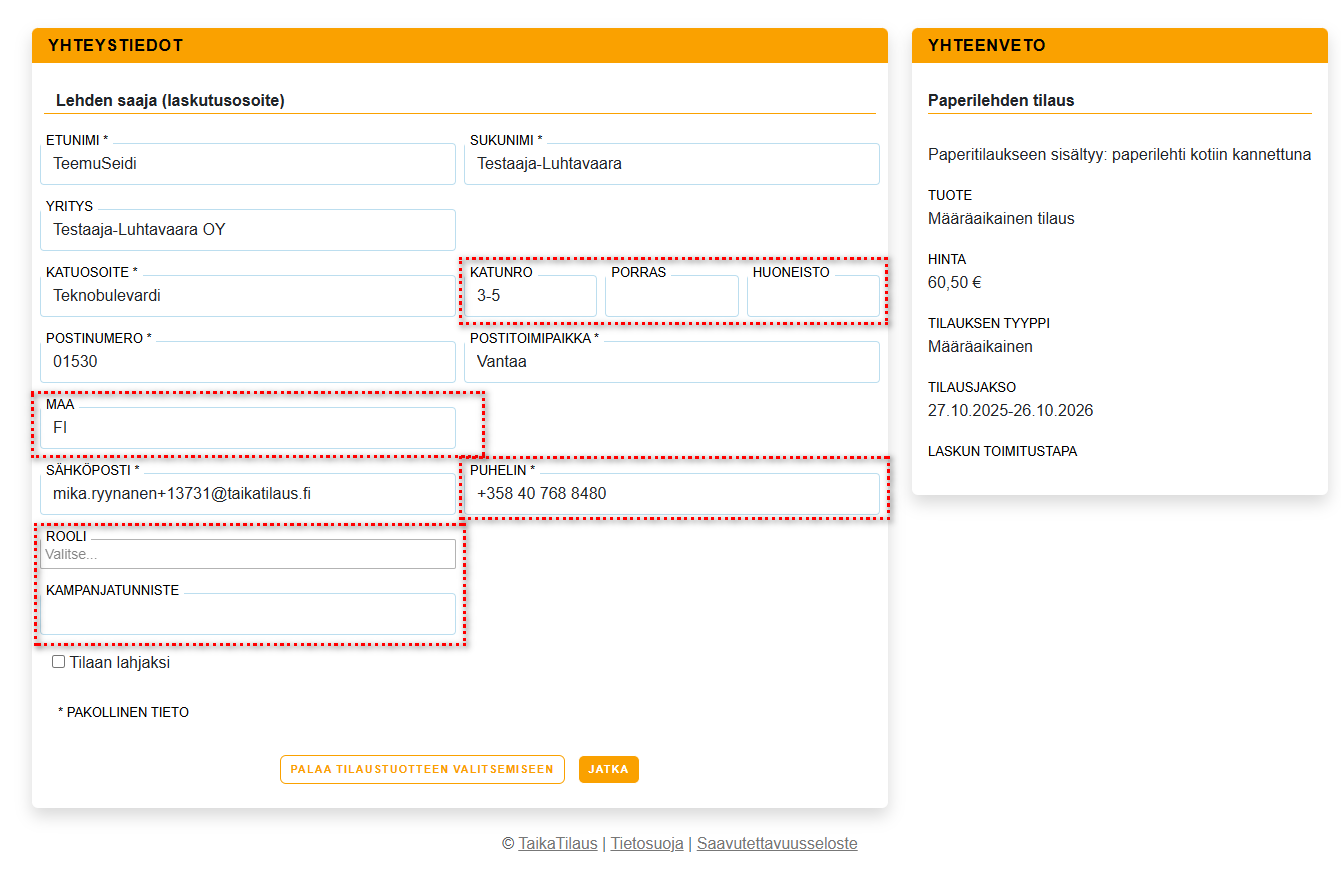 YHTEYSTIEDOT
Lehden saaja (laskutusosoite)
ETUNIMI *
TeemuSeidi
SUKUNIMI *
Testaaja-Luhtavaara
YRITYS
Testaaja-Luhtavaara OY
KATUOSOITE *
Teknobulevardi
KATUNRO
3-5
PORRAS
HUONEISTO
POSTINUMERO *
01530
POSTITOIMIPAIKKA *
Vantaa
MAA
FI
SÄHKÖPOSTI *
mika.ryynanen+13731@taikatilaus.fi
PUHELIN *
+358 40 768 8480
ROOLI
Valitse...
KAMPANJATUNNISTE
Tilaan lahjaksi
* PAKOLLINEN TIETO
PALAA TILAUSTUOTTEEN VALITSEMISEEN
JATKA
YHTEENVETO
Paperilehden tilaus
Paperitilaukseen sisältyy: paperilehti kotiin kannettuna
TUOTE
Määräaikainen tilaus
HINTA
60,50 €
TILAUKSEN TYYPPI
Määräaikainen
TILAUSJAKSO
27.10.2025-26.10.2026
LASKUN TOIMITUSTAPA
© TaikaTilaus | Tietosuoja | Saavutettavuusseloste